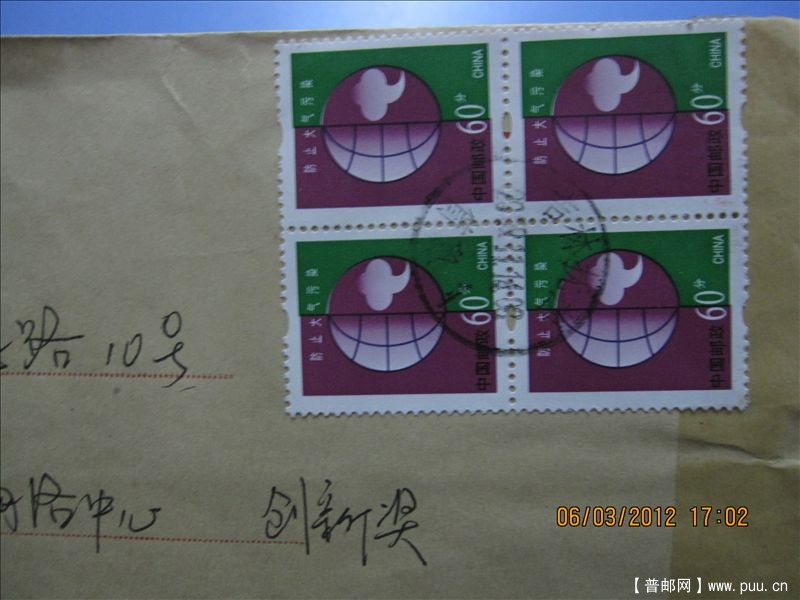 防止大气污染
60分
CHINA
中国邮政
防止大气污染
60分
CHINA
中国邮政
防止大气污染
60分
CHINA
中国邮政
防止大气污染
60分
CHINA
中国邮政
路10号
络中心 创新奖
06/03/2012 17:02
【普邮网】www.puu.cn